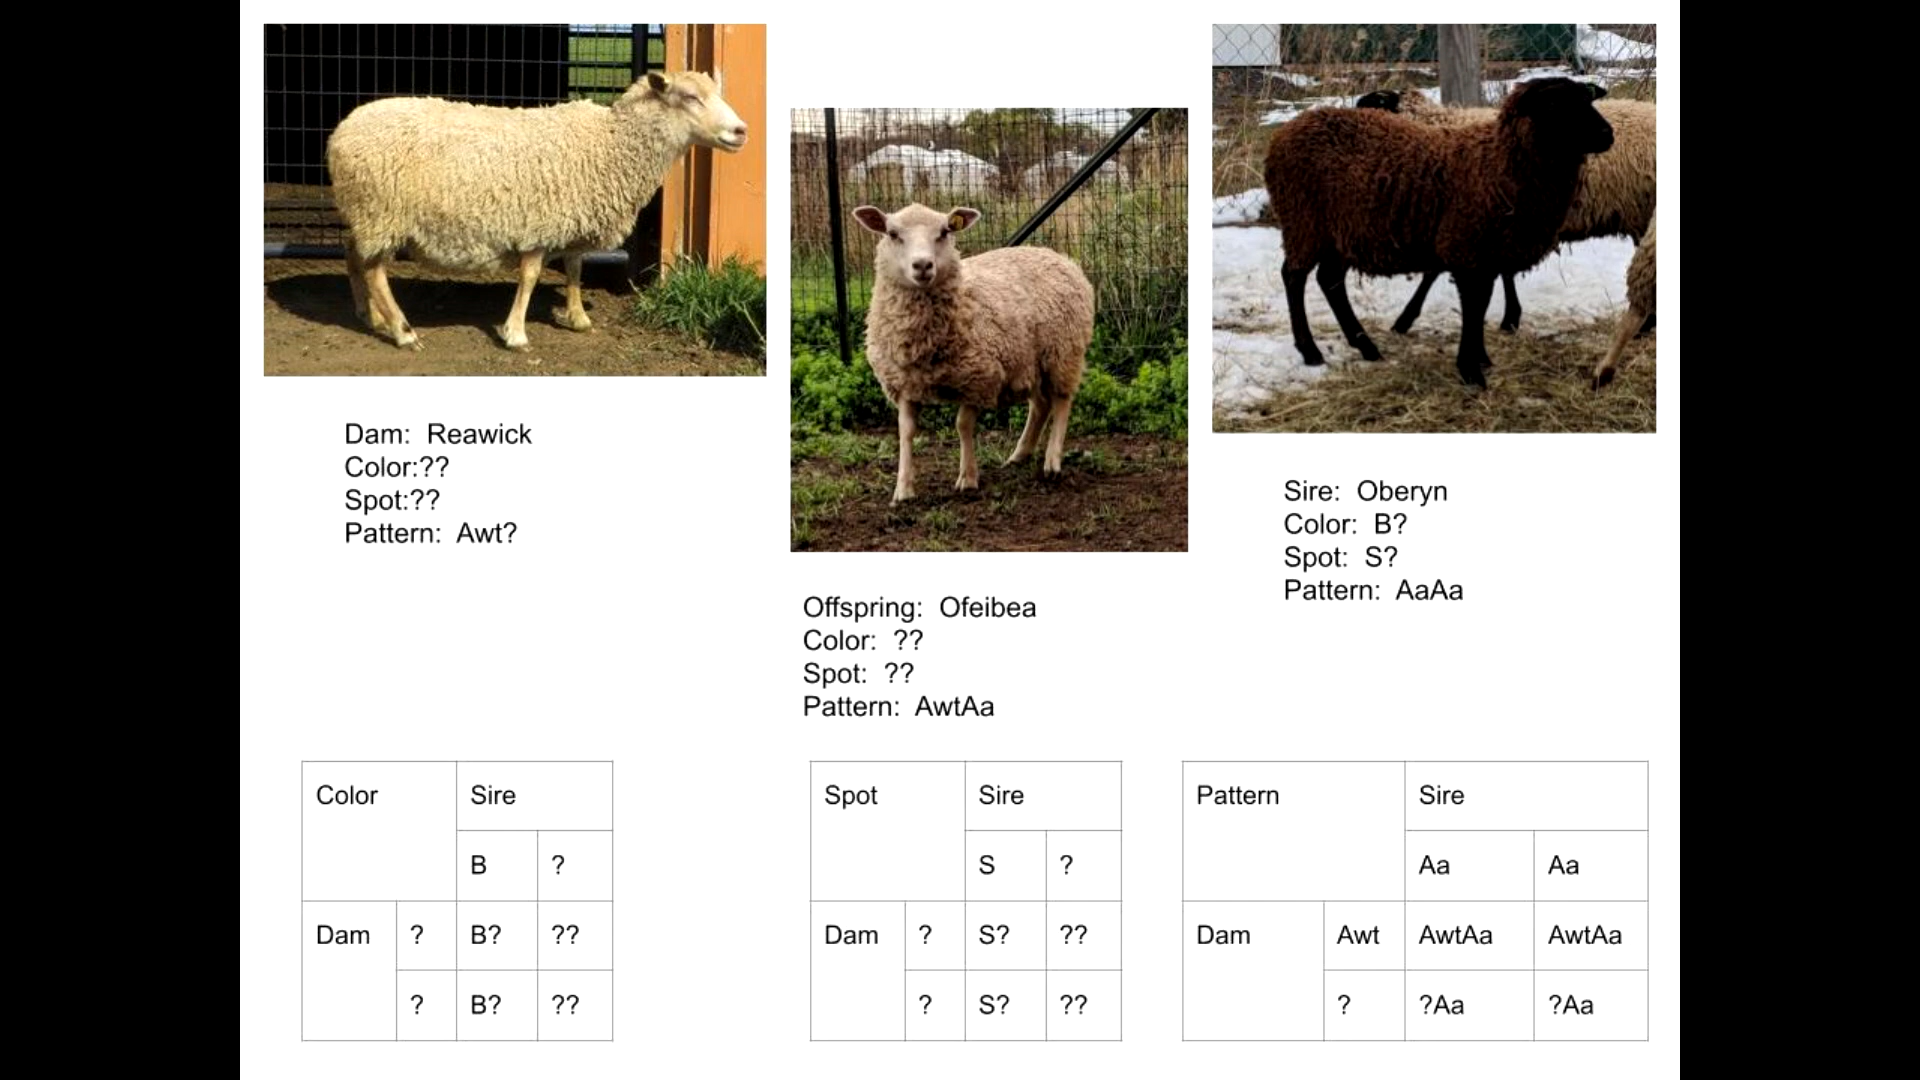 Dam:  Reawick
Color:??
Spot:??
Pattern:  Awt?
Offspring:  Ofeibea
Color:  ??
Spot:  ??
Pattern:  AwtAa
Sire:  Oberyn
Color:  B?
Spot:  S?
Pattern:  AaAa
Color Sire
B ?
Dam ? B? ??
? B? ??
Spot Sire
S ?
Dam ? S? ??
? S? ??
Pattern Sire
Aa Aa
Dam Awt AwtAa AwtAa
? ?Aa ?Aa